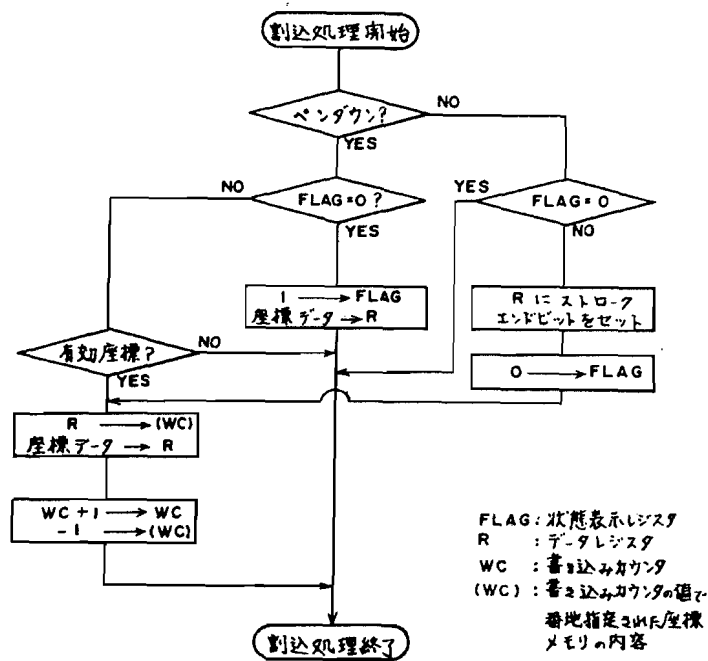 割込処理開始
ペンダウン?
NO
YES
NO
FLAG=0?
YES
YES
FLAG=0
NO
1 → FLAG
座標データ → R
Rにストローク
エンドビットをセット
有効座標?
NO
YES
0 → FLAG
R → (WC)
座標データ → R
WC+1 → WC
-1 → (WC)
FLAG: 状態表示レジスタ
R : データレジスタ
WC : 書き込みカウンタ
(WC): 書き込みカウンタの値で
番地指定された座標
メモリの内容
割込処理終了